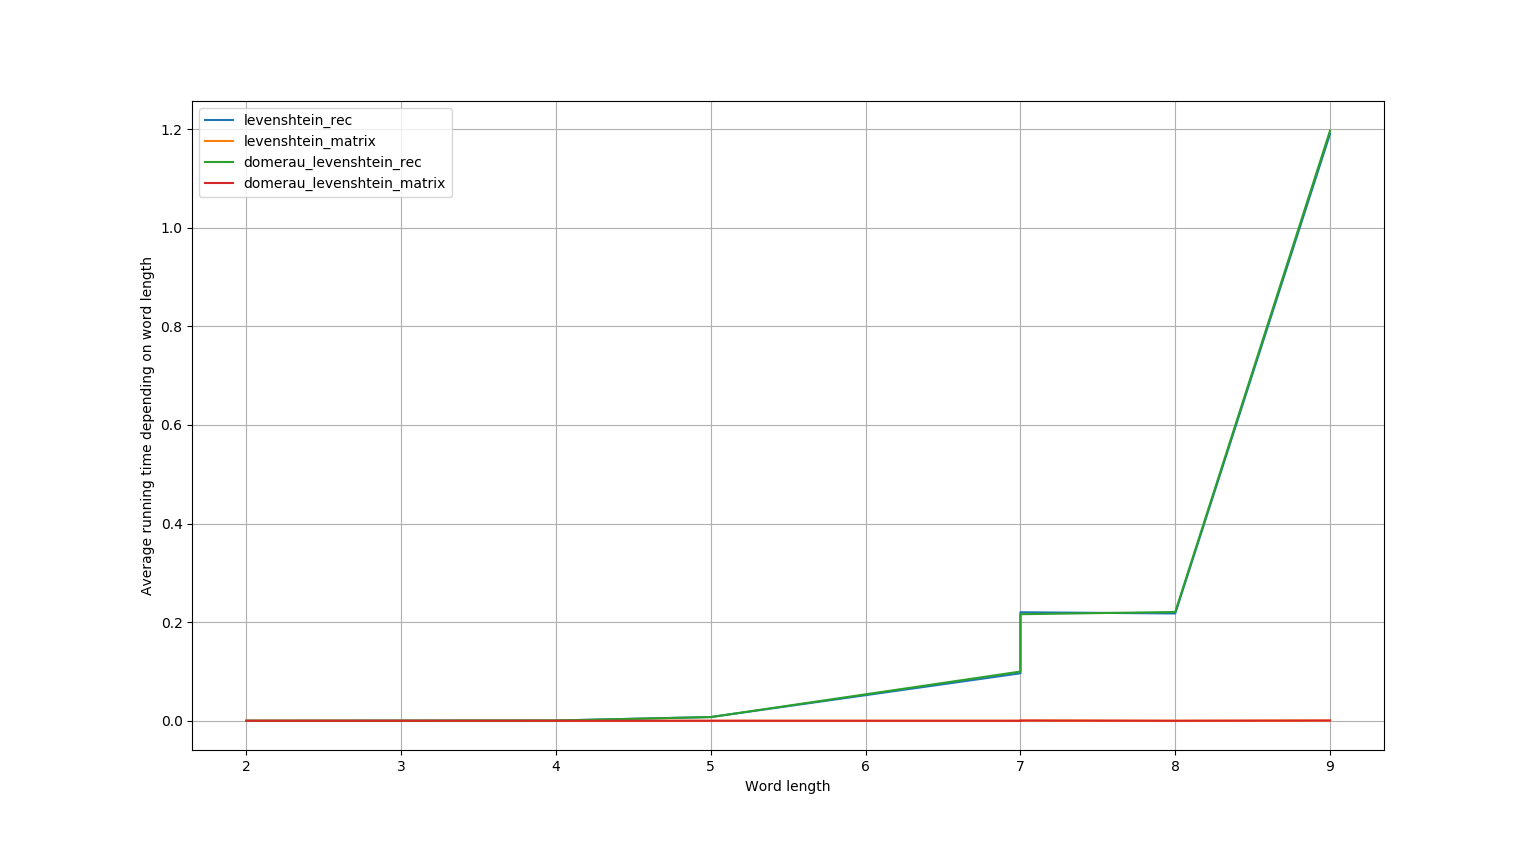 levenshtein_rec
levenshtein_matrix
domerau_levenshtein_rec
domerau_levenshtein_matrix
1.2
1.0
0.8
0.6
0.4
0.2
0.0
Average running time depending on word length
2 3 4 5 6 7 8 9
Word length